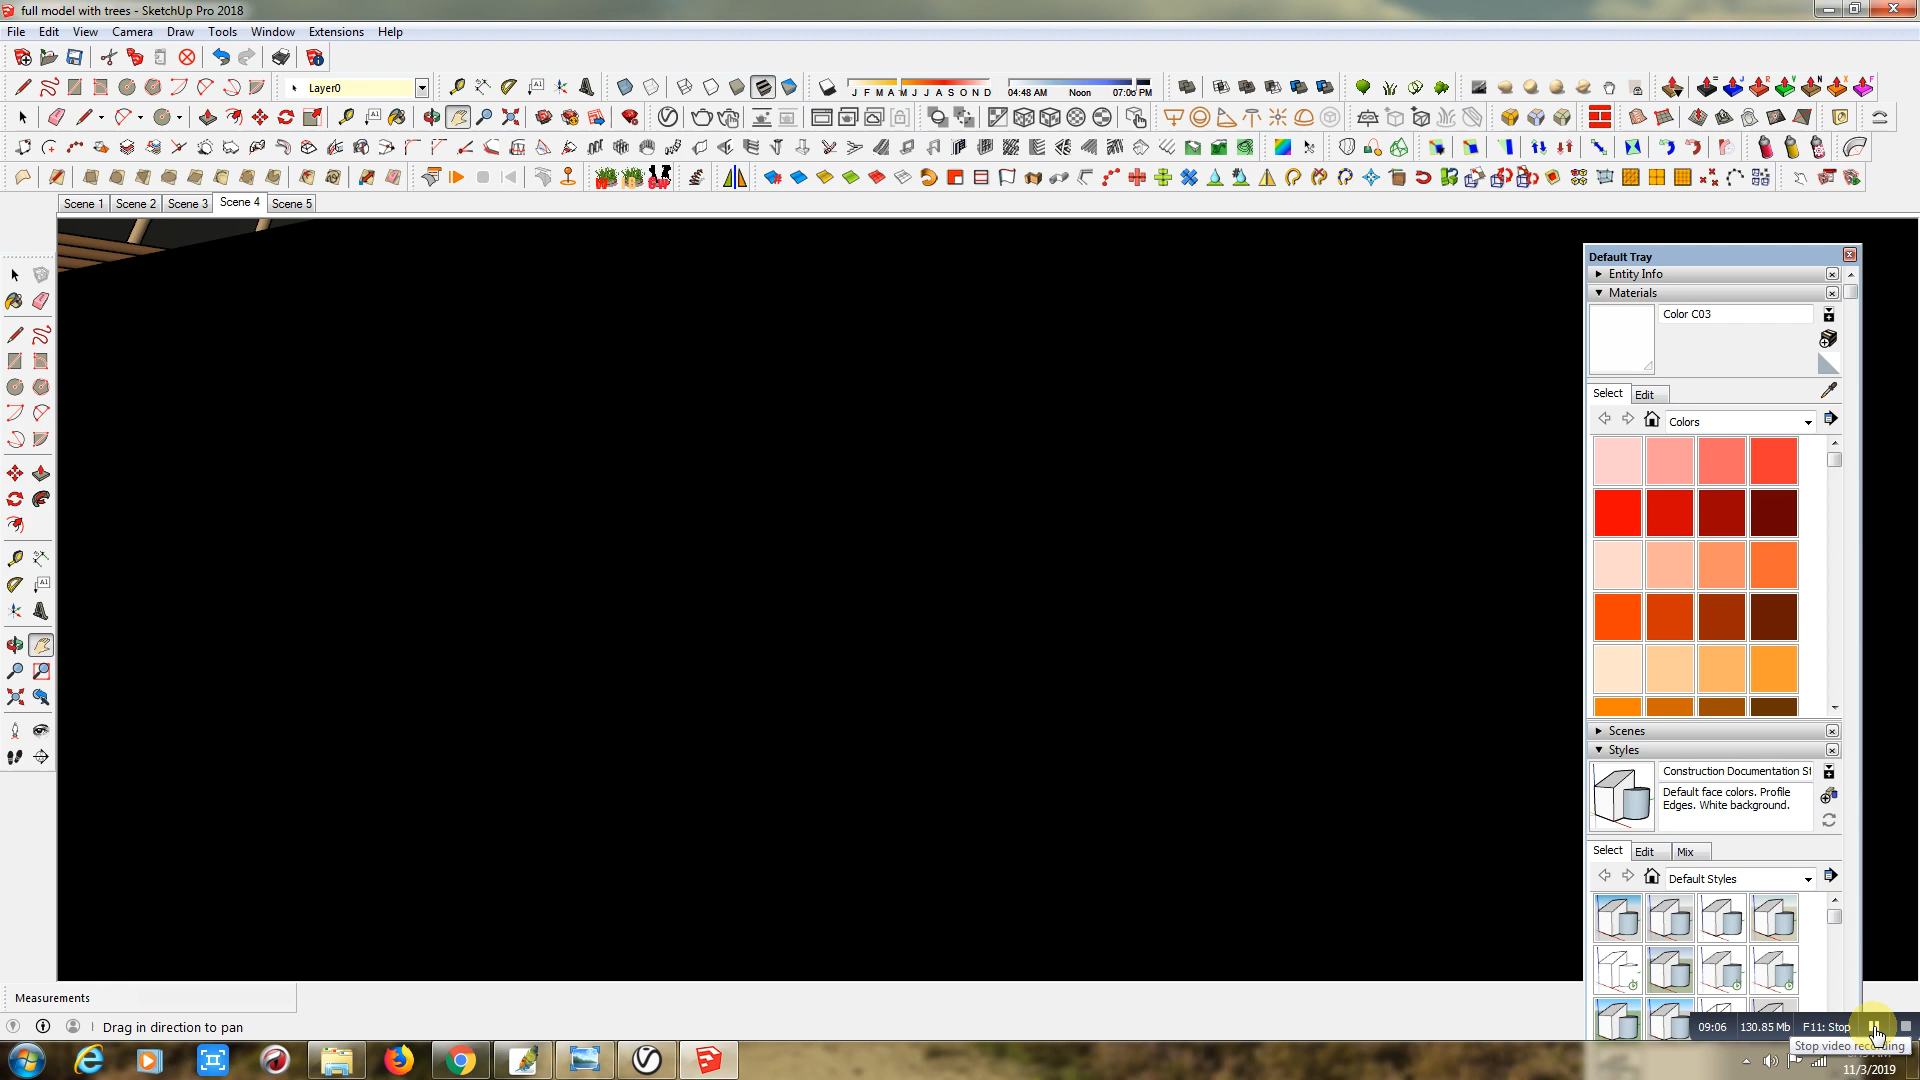 full model with trees - SketchUp Pro 2018
File Edit View Camera Draw Tools Window Extensions Help
Layer0
J F M A M J J A S O N D
04:48 AM Noon 07:06 PM
Scene 1 Scene 2 Scene 3 Scene 4 Scene 5
Default Tray
Entity Info
Materials
Color C03
Select Edit
Colors
Scenes
Styles
Construction Documentation St
Default face colors. Profile
Edges. White background.
Select Edit Mix
Default Styles
Measurements
Drag in direction to pan
09:06 130.85 Mb F11: Stop
Stop video recording
11/3/2019